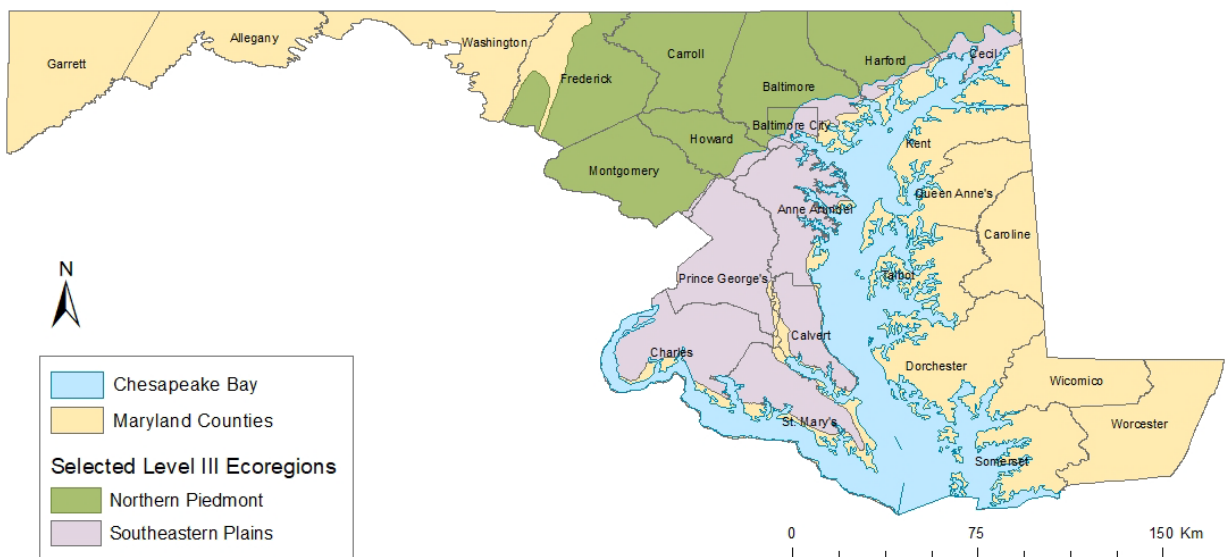 Garrett
Allegany
Washington
Frederick
Carroll
Baltimore
Harford
Cecil
Baltimore City
Howard
Montgomery
Kent
Queen Anne's
Anne Arundel
Caroline
Talbot
Prince George's
Calvert
Charles
Dorchester
Wicomico
St. Mary's
Worcester
Somerset
N
Chesapeake Bay
Maryland Counties
Selected Level III Ecoregions
Northern Piedmont
Southeastern Plains
0 75 150 Km